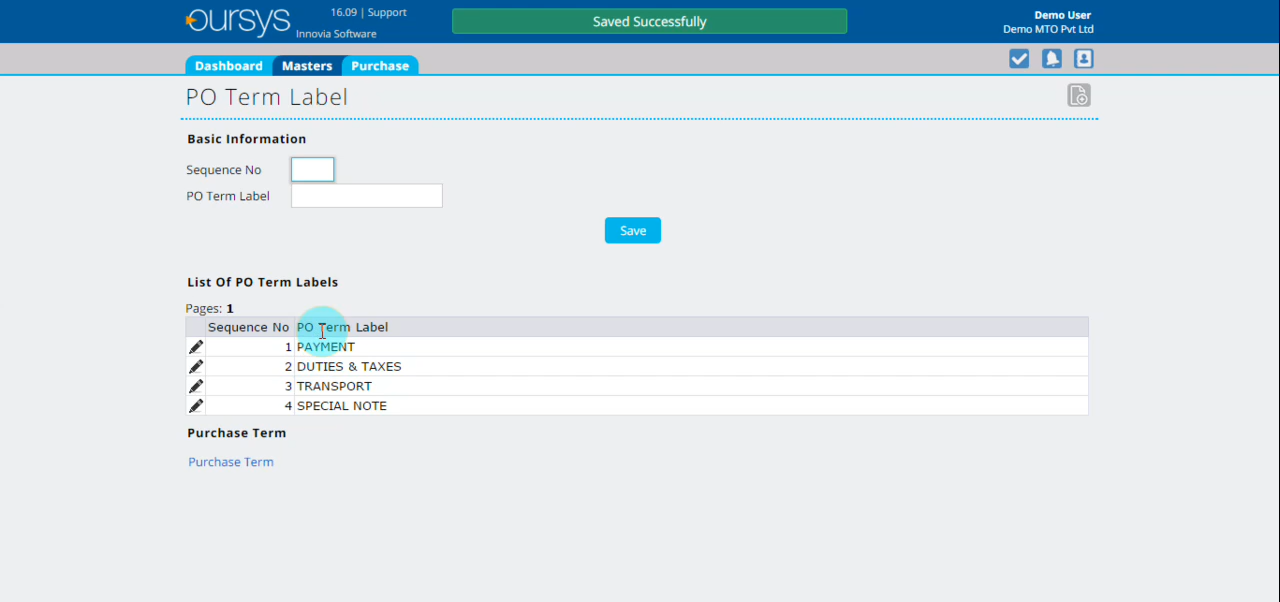 oursys
16.09 | Support
Innovia Software
Saved Successfully
Demo User
Demo MTO Pvt Ltd
Dashboard Masters Purchase
PO Term Label
Basic Information
Sequence No
PO Term Label
Save
List Of PO Term Labels
Pages: 1
Sequence No PO Term Label
1 PAYMENT
2 DUTIES & TAXES
3 TRANSPORT
4 SPECIAL NOTE
Purchase Term
Purchase Term